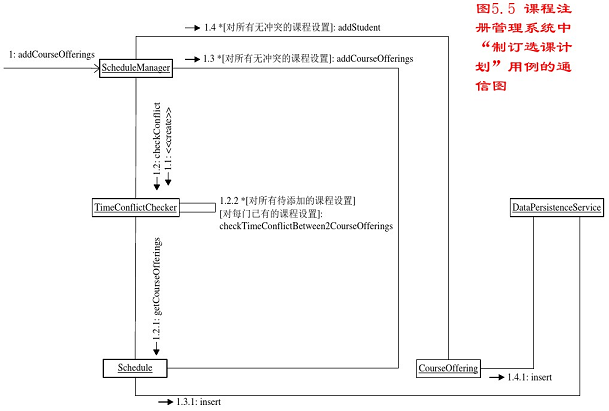 1.4 *[对所有无冲突的课程设置]: addStudent
图5.5 课程注
册管理系统中
“制订选课计
划”用例的通
信图
1: addCourseOfferings
1.3 *[对所有无冲突的课程设置]: addCourseOfferings
ScheduleManager
1.2: checkConflict
1.1: <<create>>
TimeConflictChecker
1.2.2 *[对所有待添加的课程设置]
[对每门已有的课程设置]:
checkTimeConflictBetween2CourseOfferings
DataPersistenceService
1.2.1: getCourseOfferings
Schedule
CourseOffering
1.4.1: insert
1.3.1: insert